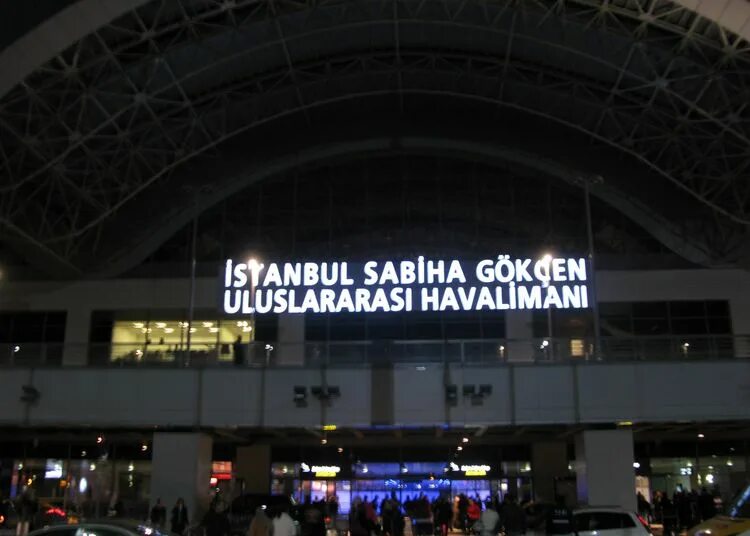 İSTANBUL SABİHA GÖKÇEN
ULUSLARARASI HAVALİMANI